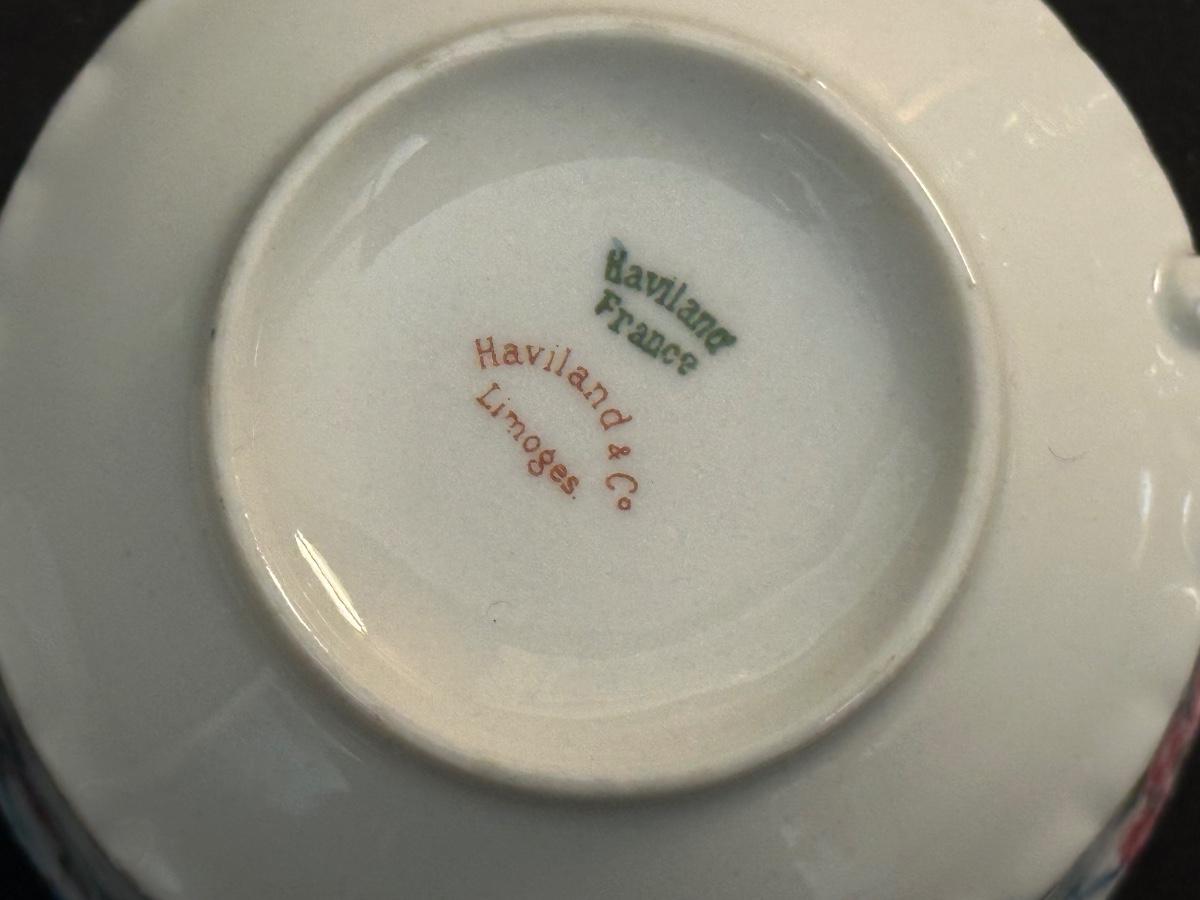 Haviland
France
Haviland & Co
Limoges.